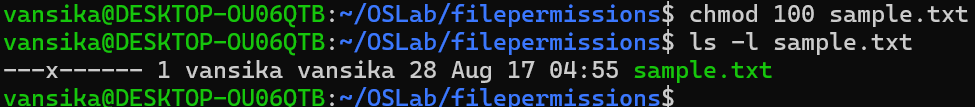 vansika@DESKTOP-OU06QTB:~/OSLab/filepermissions$ chmod 100 sample.txt
vansika@DESKTOP-OU06QTB:~/OSLab/filepermissions$ ls -l sample.txt
---x------ 1 vansika vansika 28 Aug 17 04:55 sample.txt
vansika@DESKTOP-OU06QTB:~/OSLab/filepermissions$